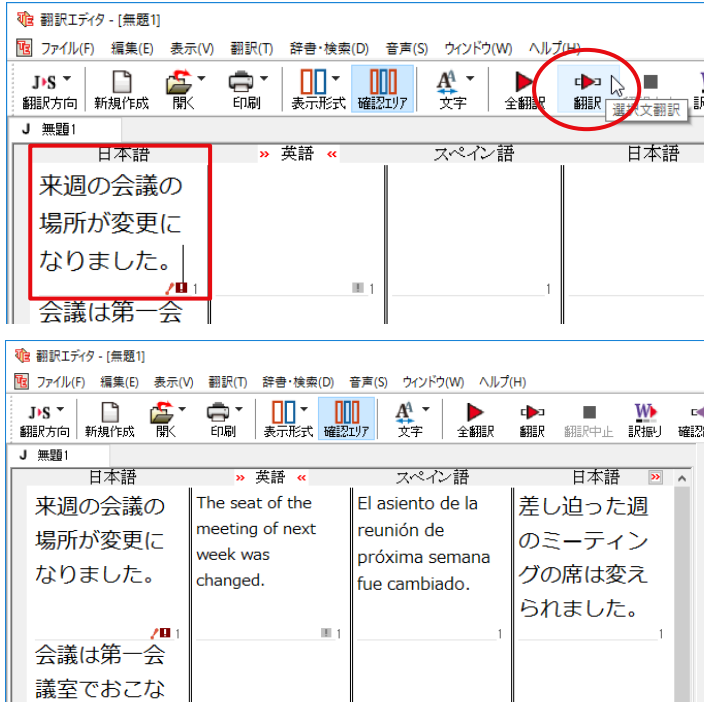 翻訳エディタ - [無題1]
ファイル(F) 編集(E) 表示(V) 翻訳(T) 辞書・検索(D) 音声(S) ウィンドウ(W) ヘルプ(H)
J›S
翻訳方向 新規作成 開く 印刷 表示形式 確認エリア 文字 全翻訳 翻訳
選択文翻訳
J 無題1
日本語 » 英語 « スペイン語 日本語
来週の会議の
場所が変更に
なりました。
1 1 1
会議は第一会
翻訳エディタ - [無題1]
ファイル(F) 編集(E) 表示(V) 翻訳(T) 辞書・検索(D) 音声(S) ウィンドウ(W) ヘルプ(H)
J›S
翻訳方向 新規作成 開く 印刷 表示形式 確認エリア 文字 全翻訳 翻訳 翻訳中止 訳振り 確認
J 無題1
日本語 » 英語 « スペイン語 日本語 »
来週の会議の
場所が変更に
なりました。
1
The seat of the
meeting of next
week was
changed.
1
El asiento de la
reunión de
próxima semana
fue cambiado.
1
差し迫った週
のミーティン
グの席は変え
られました。
1
会議は第一会
議室でおこな